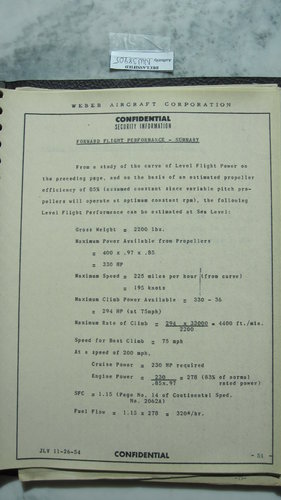 DECLASSIFIED
Authority NND385805
WEBER AIRCRAFT CORPORATION
CONFIDENTIAL
SECURITY INFORMATION
FORWARD FLIGHT PERFORMANCE - SUMMARY
From a study of the curve of Level Flight Power on
the preceding page, and on the basis of an estimated propeller
efficiency of 85% (assumed constant since variable pitch pro-
pellers will operate at optimum constant rpm), the following
Level Flight Performance can be estimated at Sea Level:
Gross Weight = 2200 lbs.
Maximum Power Available from Propellers
= 400 x .97 x .85
= 330 HP
Maximum Speed = 225 miles per hour (from curve)
= 195 knots
Maximum Climb Power Available = 330 - 36
= 294 HP (at 75mph)
Maximum Rate of Climb = 294 x 33000 = 4400 ft./min.
2200
Speed for Best Climb = 75 mph
At a speed of 200 mph,
Cruise Power = 230 HP required
Engine Power = 230 = 278 (83% of normal
.85x.97 rated power)
SFC = 1.15 (Page No. 14 of Continental Spec.
No. 2062A)
Fuel Flow = 1.15 x 278 = 320#/hr.
JLV 11-26-54
CONFIDENTIAL
- 51 -